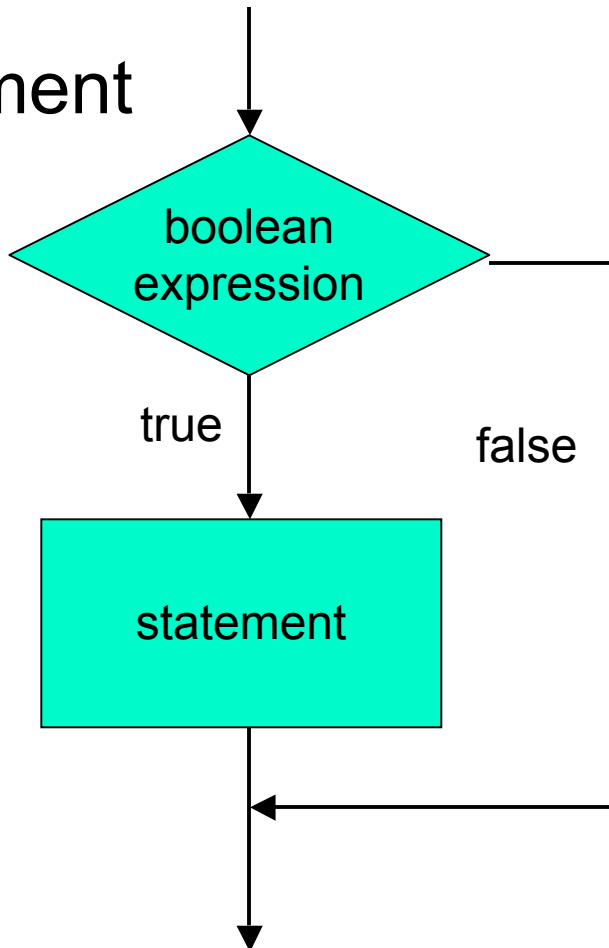 ment
boolean
expression
true
false
statement